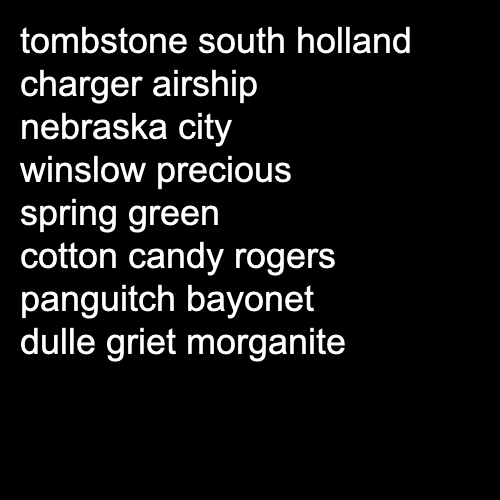 tombstone south holland
charger airship
nebraska city
winslow precious
spring green
cotton candy rogers
panguitch bayonet
dulle griet morganite